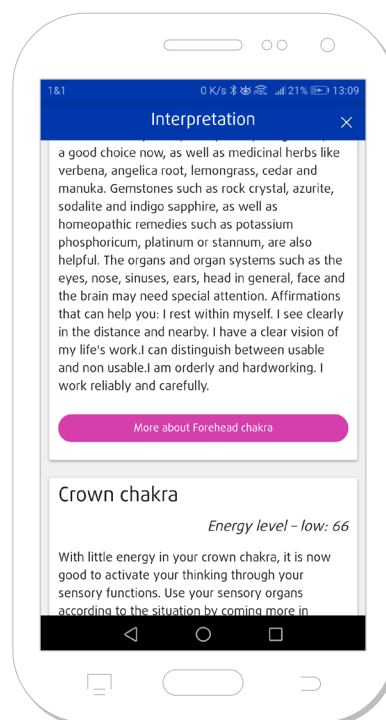 1&1 0 K/s 21% 13:09
Interpretation
a good choice now, as well as medicinal herbs like
verbena, angelica root, lemongrass, cedar and
manuka. Gemstones such as rock crystal, azurite,
sodalite and indigo sapphire, as well as
homeopathic remedies such as potassium
phosphoricum, platinum or stannum, are also
helpful. The organs and organ systems such as the
eyes, nose, sinuses, ears, head in general, face and
the brain may need special attention. Affirmations
that can help you: I rest within myself. I see clearly
in the distance and nearby. I have a clear vision of
my life's work.I can distinguish between usable
and non usable.I am orderly and hardworking. I
work reliably and carefully.
More about Forehead chakra
Crown chakra
Energy level – low: 66
With little energy in your crown chakra, it is now
good to activate your thinking through your
sensory functions. Use your sensory organs
according to the situation by coming more in